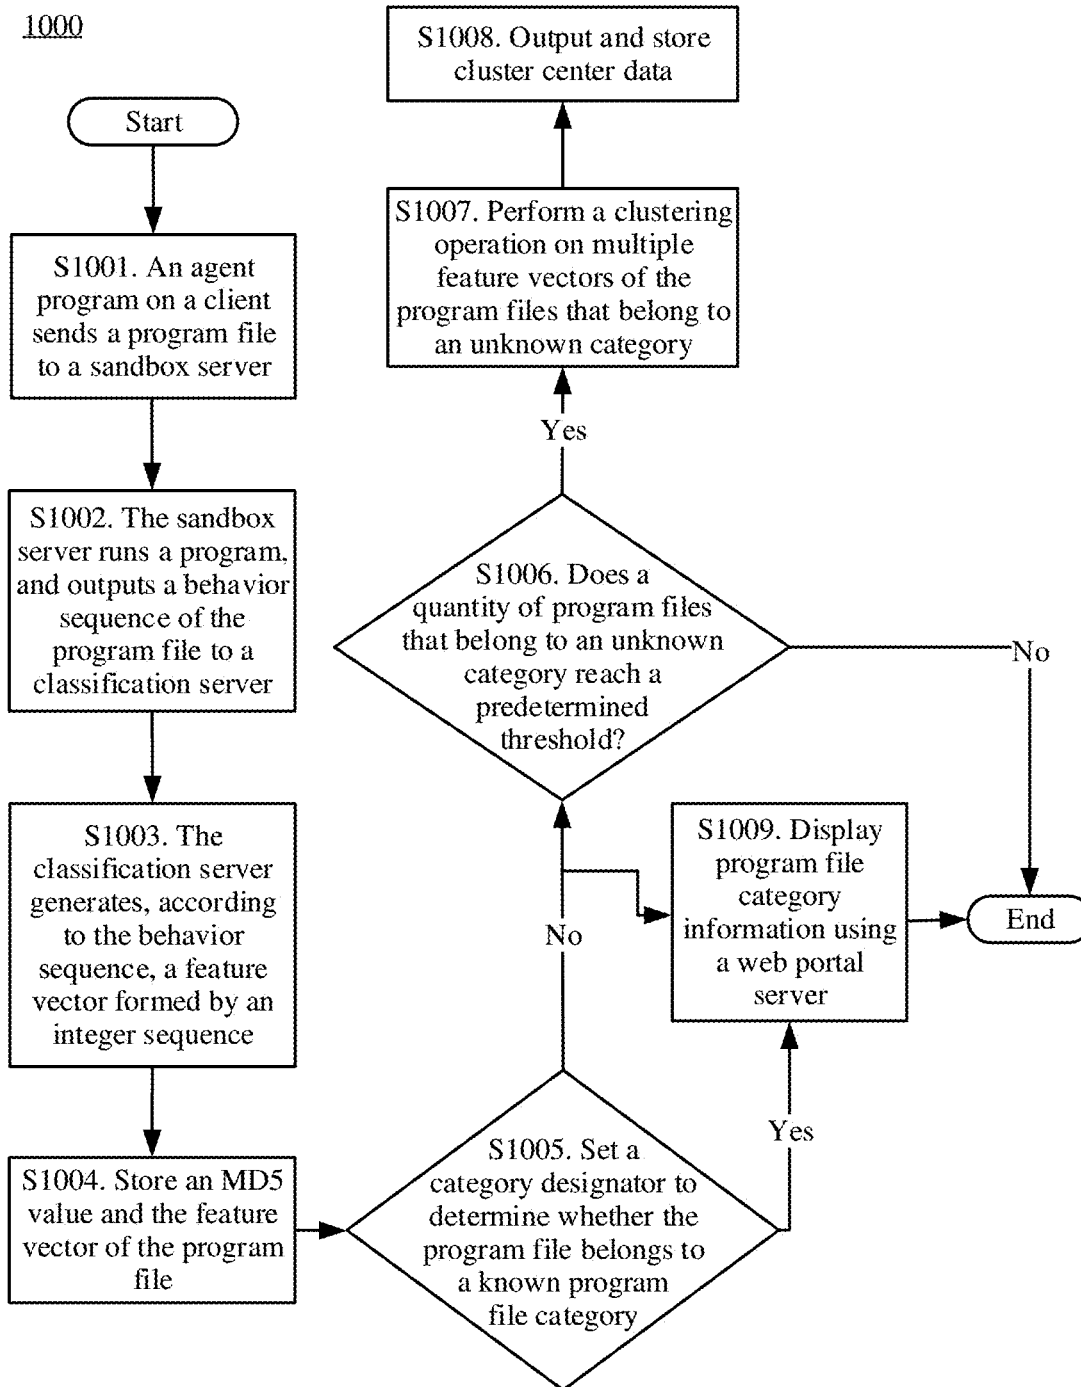 1000
Start
S1001. An agent
program on a client
sends a program file
to a sandbox server
S1002. The sandbox
server runs a program,
and outputs a behavior
sequence of the
program file to a
classification server
S1003. The
classification server
generates, according
to the behavior
sequence, a feature
vector formed by an
integer sequence
S1004. Store an MD5
value and the feature
vector of the program
file
S1005. Set a
category designator to
determine whether the
program file belongs to
a known program
file category
No
Yes
S1006. Does a
quantity of program files
that belong to an unknown
category reach a
predetermined
threshold?
Yes
No
S1007. Perform a clustering
operation on multiple
feature vectors of the
program files that belong to
an unknown category
S1008. Output and store
cluster center data
S1009. Display
program file
category
information using
a web portal
server
End